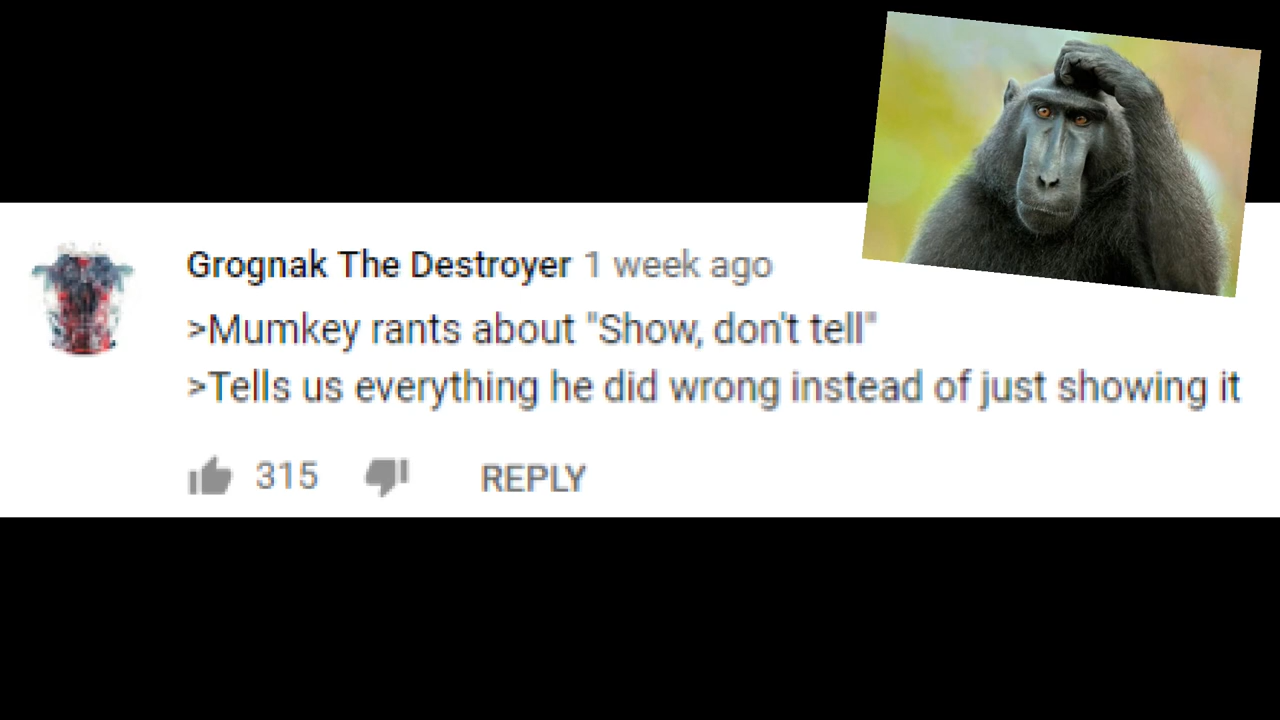 Grognak The Destroyer 1 week ago
>Mumkey rants about "Show, don't tell"
>Tells us everything he did wrong instead of just showing it
315 REPLY